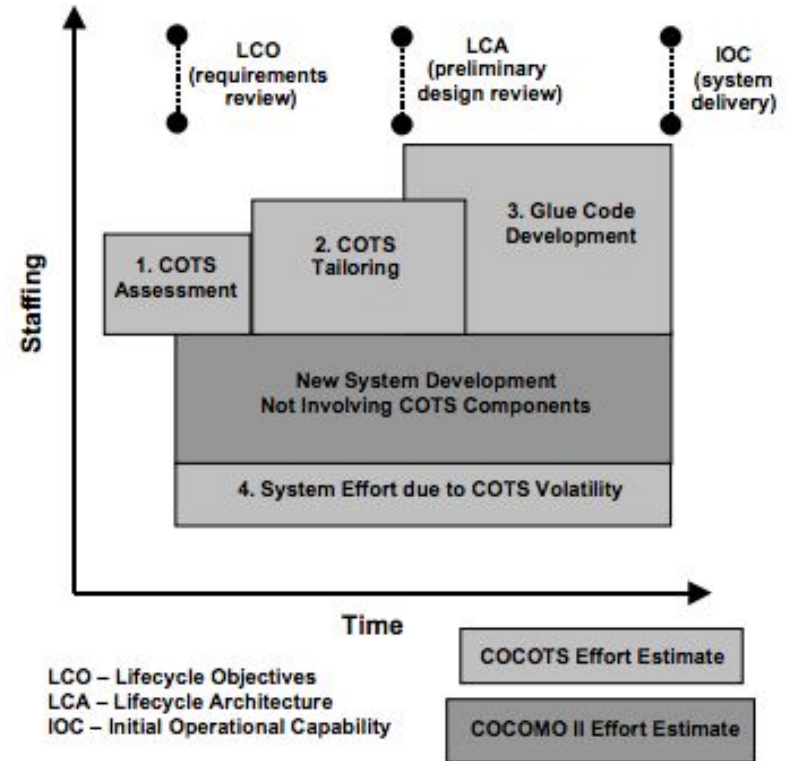 LCO
(requirements
review)
LCA
(preliminary
design review)
IOC
(system
delivery)
Staffing
1. COTS
Assessment
2. COTS
Tailoring
3. Glue Code
Development
New System Development
Not Involving COTS Components
4. System Effort due to COTS Volatility
Time
LCO – Lifecycle Objectives
LCA – Lifecycle Architecture
IOC – Initial Operational Capability
COCOTS Effort Estimate
COCOMO II Effort Estimate